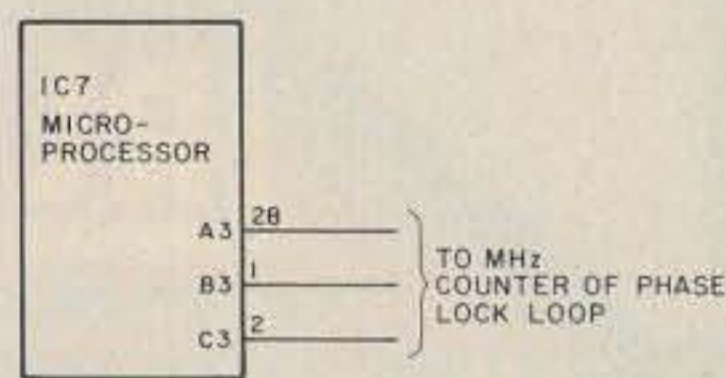 IC7
MICRO-
PROCESSOR
A3 28
B3 1
C3 2
TO MHz
COUNTER OF PHASE
LOCK LOOP